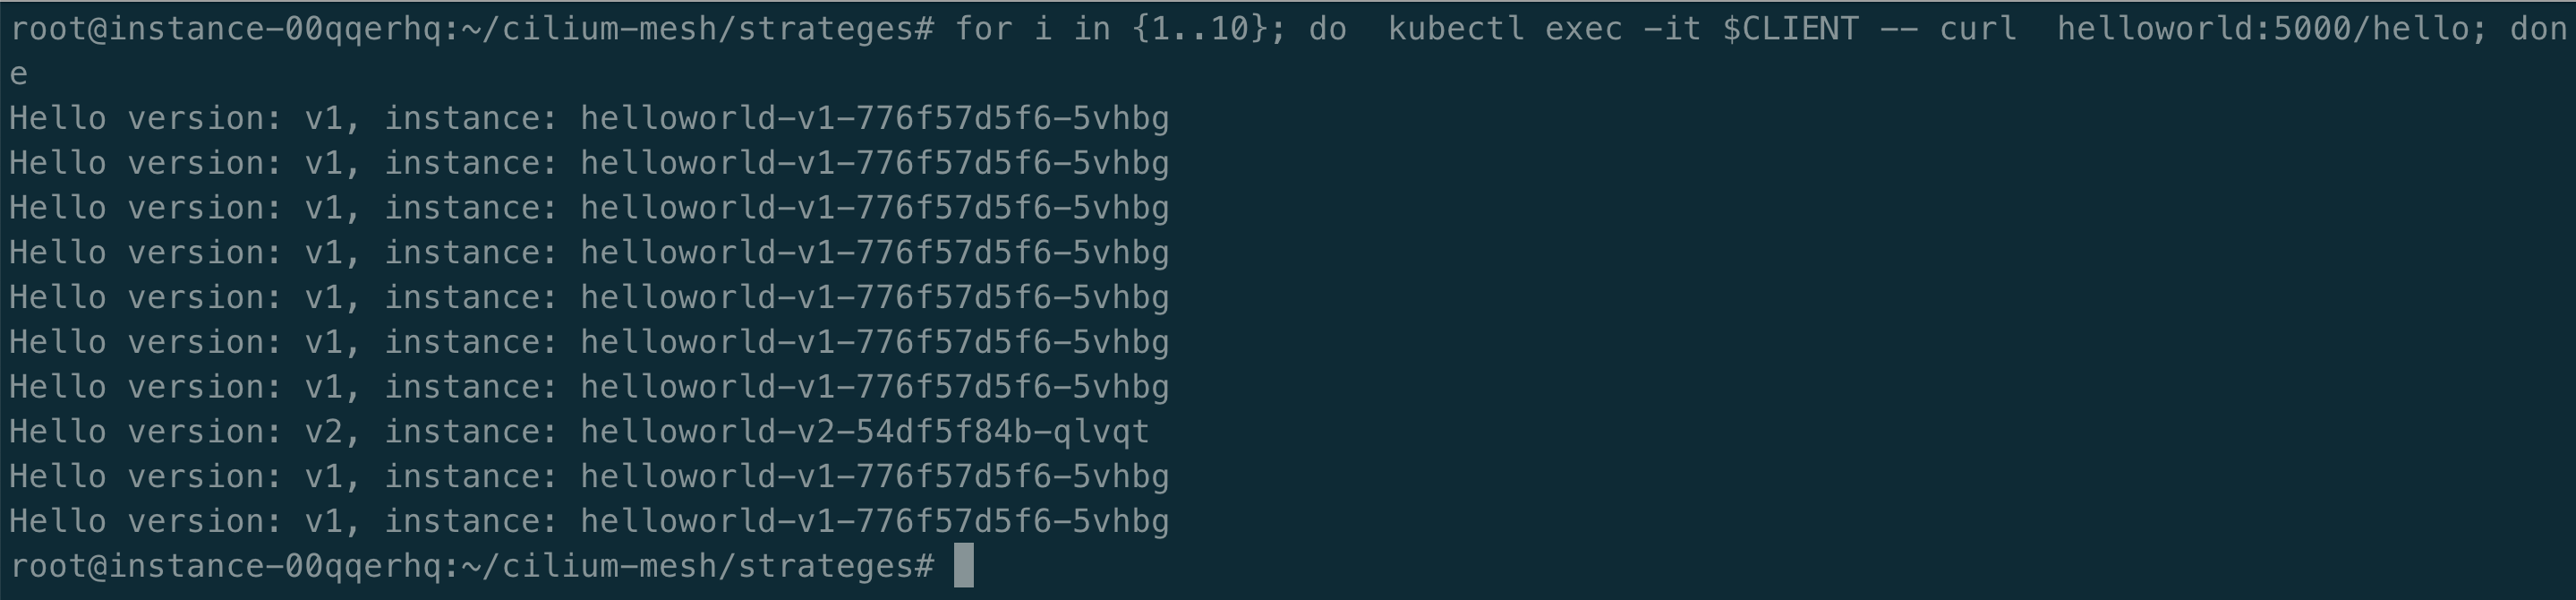 root@instance-00qqerhq:~/cilium-mesh/strateges# for i in {1..10}; do  kubectl exec -it $CLIENT -- curl  helloworld:5000/hello; don
e
Hello version: v1, instance: helloworld-v1-776f57d5f6-5vhbg
Hello version: v1, instance: helloworld-v1-776f57d5f6-5vhbg
Hello version: v1, instance: helloworld-v1-776f57d5f6-5vhbg
Hello version: v1, instance: helloworld-v1-776f57d5f6-5vhbg
Hello version: v1, instance: helloworld-v1-776f57d5f6-5vhbg
Hello version: v1, instance: helloworld-v1-776f57d5f6-5vhbg
Hello version: v1, instance: helloworld-v1-776f57d5f6-5vhbg
Hello version: v2, instance: helloworld-v2-54df5f84b-qlvqt
Hello version: v1, instance: helloworld-v1-776f57d5f6-5vhbg
Hello version: v1, instance: helloworld-v1-776f57d5f6-5vhbg
root@instance-00qqerhq:~/cilium-mesh/strateges#